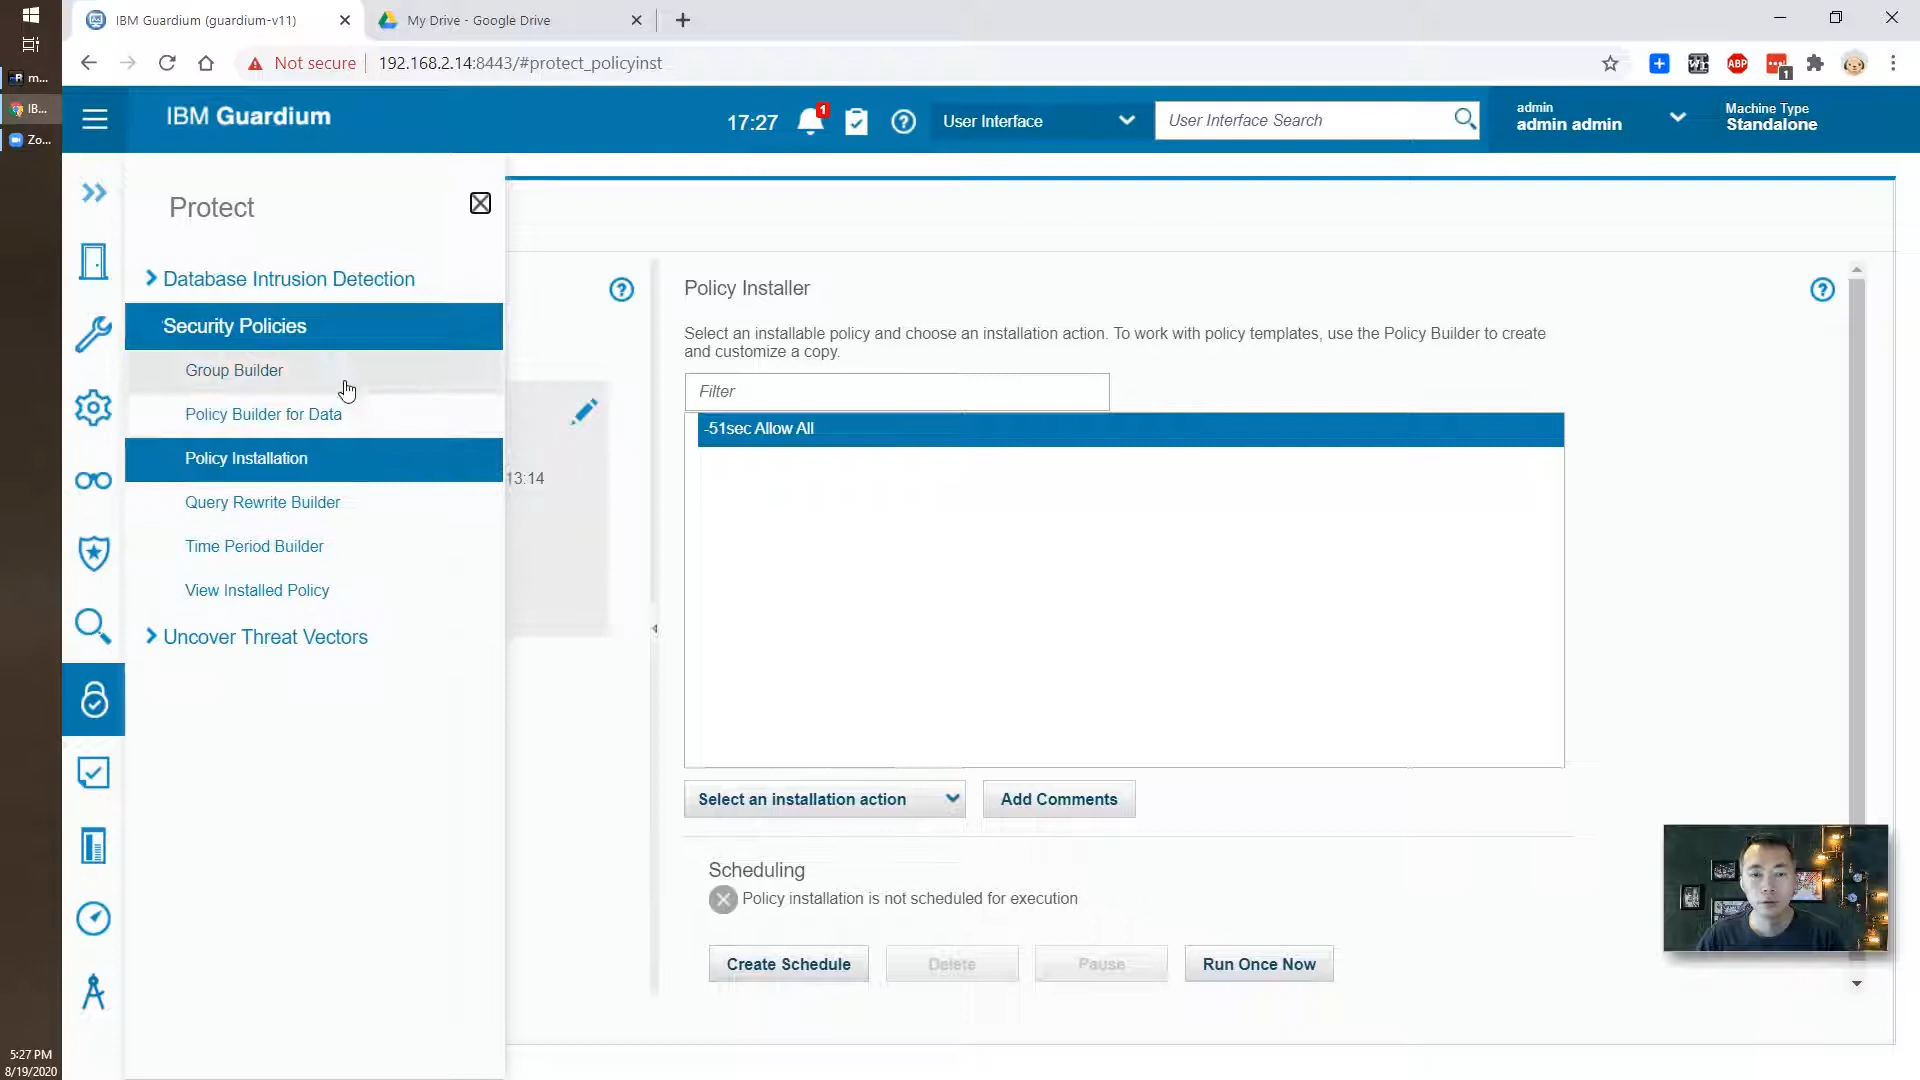 IBM Guardium (guardium-v11)
My Drive - Google Drive
m...
IB...
Zo...
Not secure
192.168.2.14:8443/#protect_policyinst
ABP
1
IBM Guardium
17:27
1
User Interface
User Interface Search
admin
admin admin
Machine Type
Standalone
Protect
Database Intrusion Detection
Security Policies
Group Builder
Policy Builder for Data
Policy Installation
Query Rewrite Builder
Time Period Builder
View Installed Policy
Uncover Threat Vectors
13:14
Policy Installer
Select an installable policy and choose an installation action. To work with policy templates, use the Policy Builder to create
and customize a copy.
Filter
-51sec Allow All
Select an installation action
Add Comments
Scheduling
Policy installation is not scheduled for execution
Create Schedule
Delete
Pause
Run Once Now
5:27 PM
8/19/2020